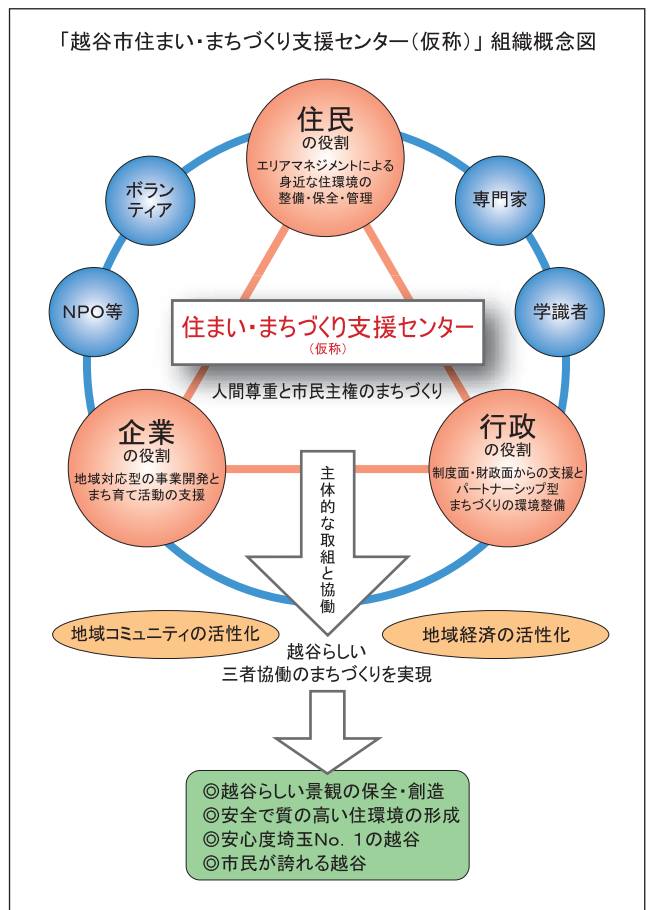 「越谷市住まい・まちづくり支援センター(仮称)」 組織概念図
住民
の役割
エリアマネジメントによる
身近な住環境の
整備・保全・管理
ボラン
ティア
専門家
NPO等
学識者
住まい・まちづくり支援センター
(仮称)
人間尊重と市民主権のまちづくり
企業
の役割
地域対応型の事業開発と
まち育て活動の支援
行政
の役割
制度面・財政面からの支援と
パートナーシップ型
まちづくりの環境整備
主体的な取組と協働
地域コミュニティの活性化
地域経済の活性化
越谷らしい
三者協働のまちづくりを実現
◎越谷らしい景観の保全・創造
◎安全で質の高い住環境の形成
◎安心度埼玉No.1の越谷
◎市民が誇れる越谷